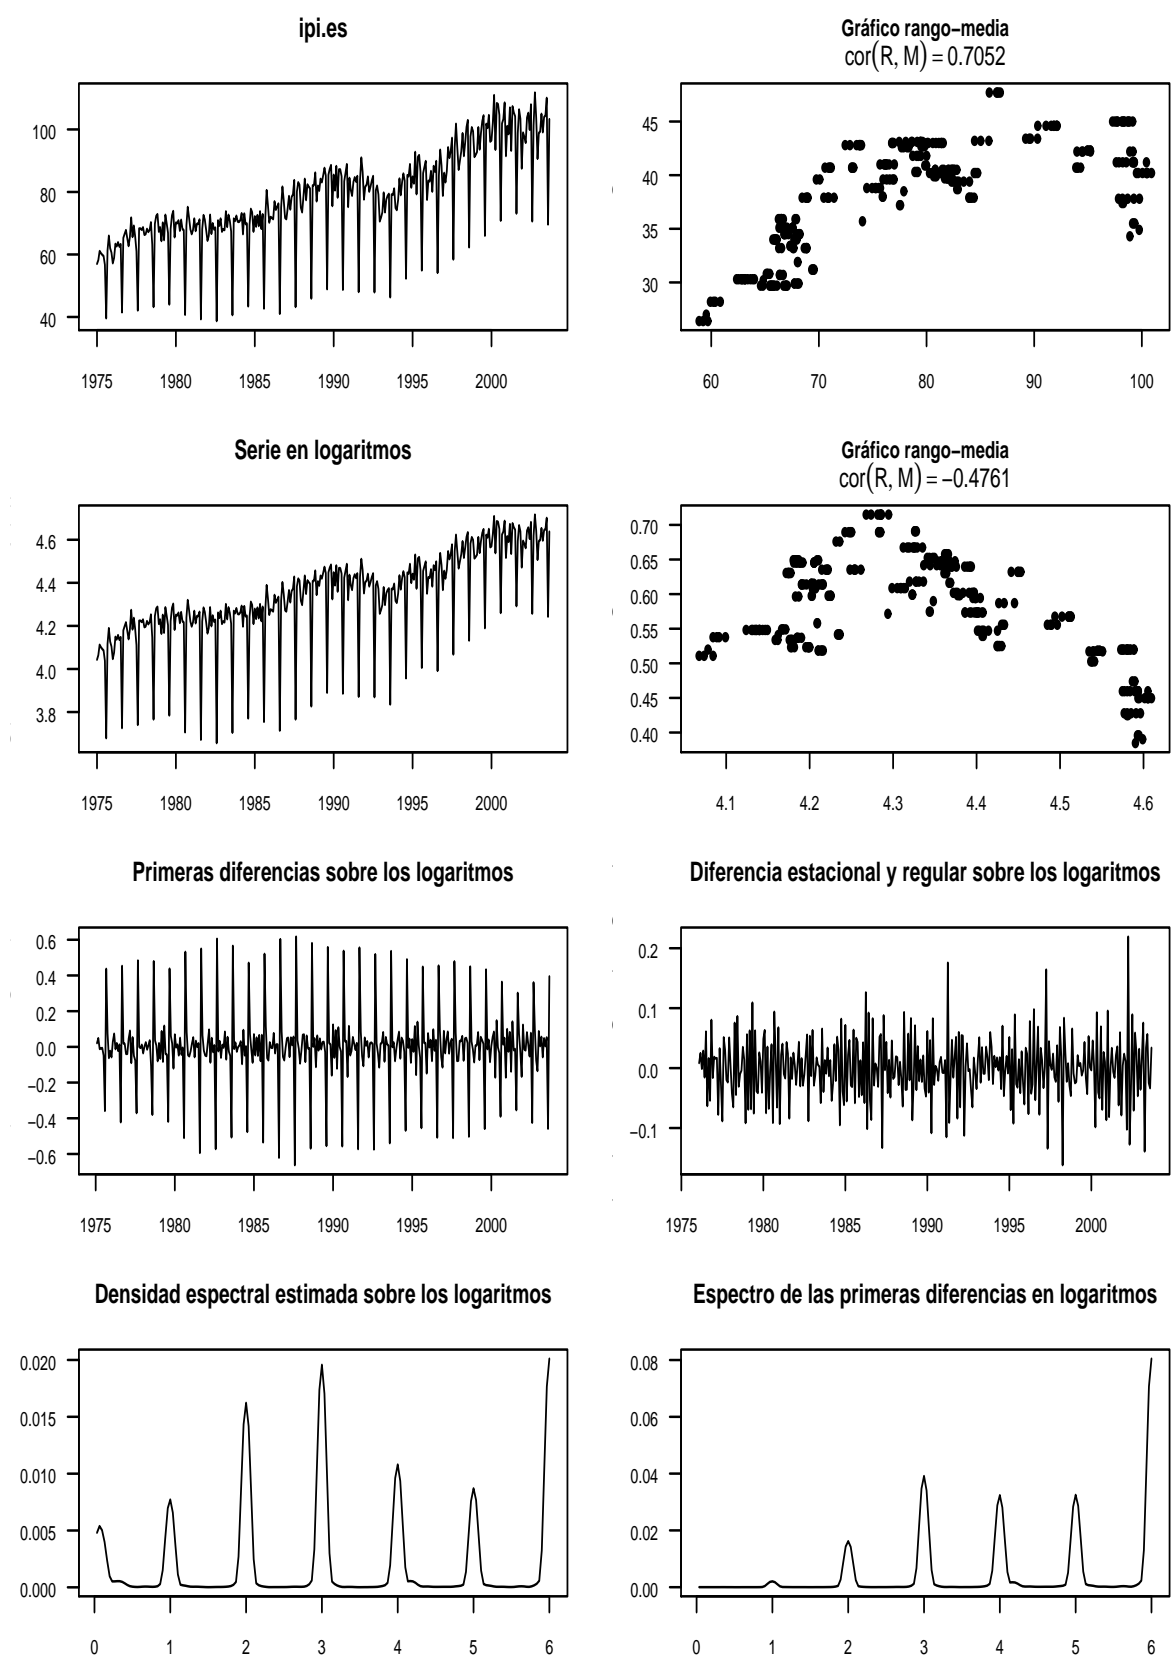 ipi.es
100
80
60
40
1975 1980 1985 1990 1995 2000
Gráfico rango−media
cor(R, M) = 0.7052
45
40
35
30
60 70 80 90 100
Serie en logaritmos
4.6
4.4
4.2
4.0
3.8
1975 1980 1985 1990 1995 2000
Gráfico rango−media
cor(R, M) = −0.4761
0.70
0.65
0.60
0.55
0.50
0.45
0.40
4.1 4.2 4.3 4.4 4.5 4.6
Primeras diferencias sobre los logaritmos
0.6
0.4
0.2
0.0
−0.2
−0.4
−0.6
1975 1980 1985 1990 1995 2000
Diferencia estacional y regular sobre los logaritmos
0.2
0.1
0.0
−0.1
1975 1980 1985 1990 1995 2000
Densidad espectral estimada sobre los logaritmos
0.020
0.015
0.010
0.005
0.000
0 1 2 3 4 5 6
Espectro de las primeras diferencias en logaritmos
0.08
0.06
0.04
0.02
0.00
0 1 2 3 4 5 6